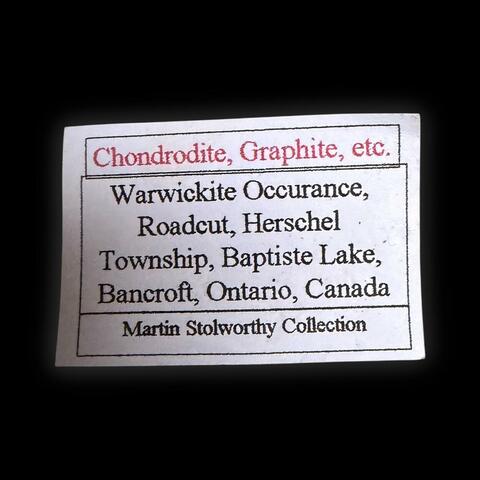 Chondrodite, Graphite, etc.
Warwickite Occurance,
Roadcut, Herschel
Township, Baptiste Lake,
Bancroft, Ontario, Canada
Martin Stolworthy Collection